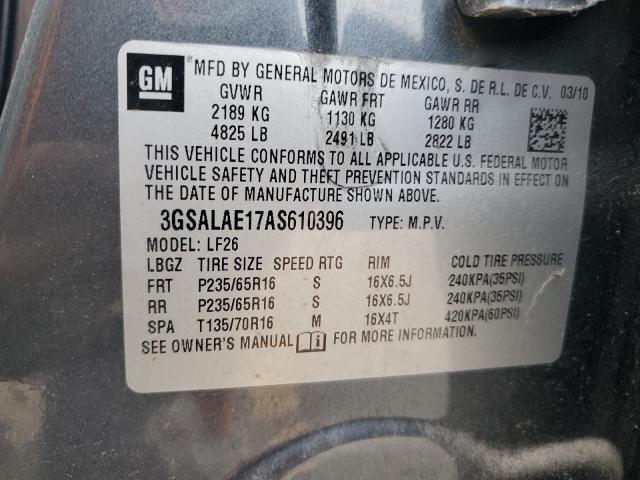 GM
MFD BY GENERAL MOTORS DE MEXICO, S. DE R.L. DE C.V. 03/10
GVWR GAWR FRT GAWR RR
2189 KG 1130 KG 1280 KG
4825 LB 2491 LB 2822 LB
THIS VEHICLE CONFORMS TO ALL APPLICABLE U.S. FEDERAL MOTOR
VEHICLE SAFETY AND THEFT PREVENTION STANDARDS IN EFFECT ON
THE DATE OF MANUFACTURE SHOWN ABOVE.
3GSALAE17AS610396 TYPE: M.P.V.
MODEL: LF26
LBGZ TIRE SIZE SPEED RTG RIM COLD TIRE PRESSURE
FRT P235/65R16 S 16X6.5J 240KPA(35PSI)
RR P235/65R16 S 16X6.5J 240KPA(35PSI)
SPA T135/70R16 M 16X4T 420KPA(60PSI)
SEE OWNER'S MANUAL i FOR MORE INFORMATION.